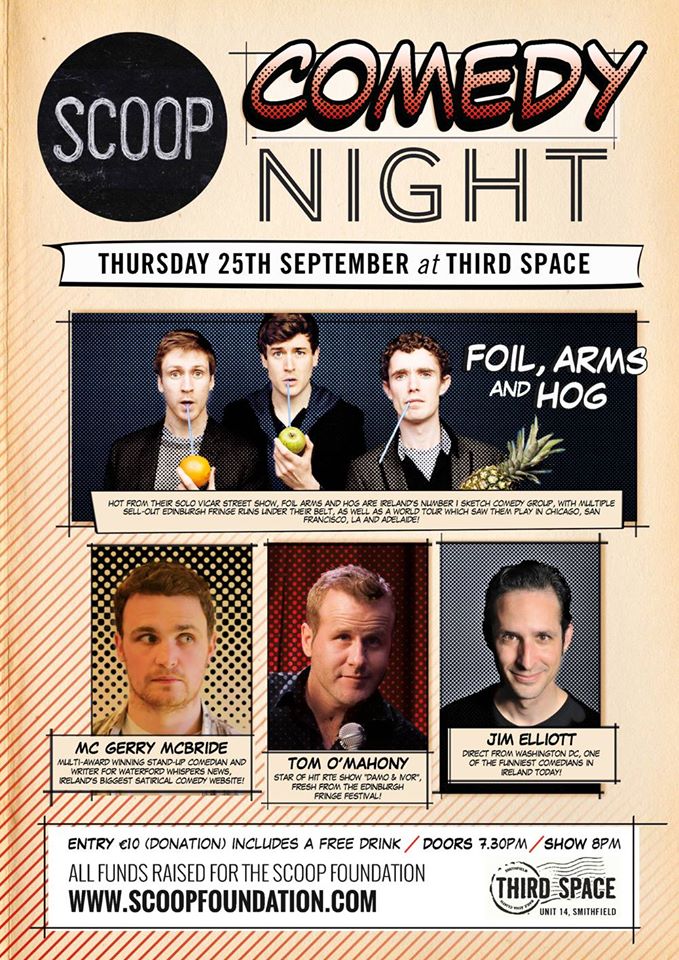 SCOOP
COMEDY
NIGHT
THURSDAY 25TH SEPTEMBER at THIRD SPACE
FOIL, ARMS
AND HOG
HOT FROM THEIR SOLO VICAR STREET SHOW, FOIL ARMS AND HOG ARE IRELAND'S NUMBER 1 SKETCH COMEDY GROUP, WITH MULTIPLE
SELL-OUT EDINBURGH FRINGE RUNS UNDER THEIR BELT, AS WELL AS A WORLD TOUR WHICH SAW THEM PLAY IN CHICAGO, SAN
FRANCISCO, LA AND ADELAIDE!
MC GERRY MCBRIDE
MULTI-AWARD WINNING STAND-UP COMEDIAN AND
WRITER FOR WATERFORD WHISPERS NEWS,
IRELAND'S BIGGEST SATIRICAL COMEDY WEBSITE!
TOM O'MAHONY
STAR OF HIT RTE SHOW "DAMO & IVOR",
FRESH FROM THE EDINBURGH
FRINGE FESTIVAL!
JIM ELLIOTT
DIRECT FROM WASHINGTON DC, ONE
OF THE FUNNIEST COMEDIANS IN
IRELAND TODAY!
ENTRY €10 (DONATION) INCLUDES A FREE DRINK / DOORS 7.30PM / SHOW 8PM
ALL FUNDS RAISED FOR THE SCOOP FOUNDATION
WWW.SCOOPFOUNDATION.COM
SMITHFIELD
THIRD SPACE
UNIT 14, SMITHFIELD